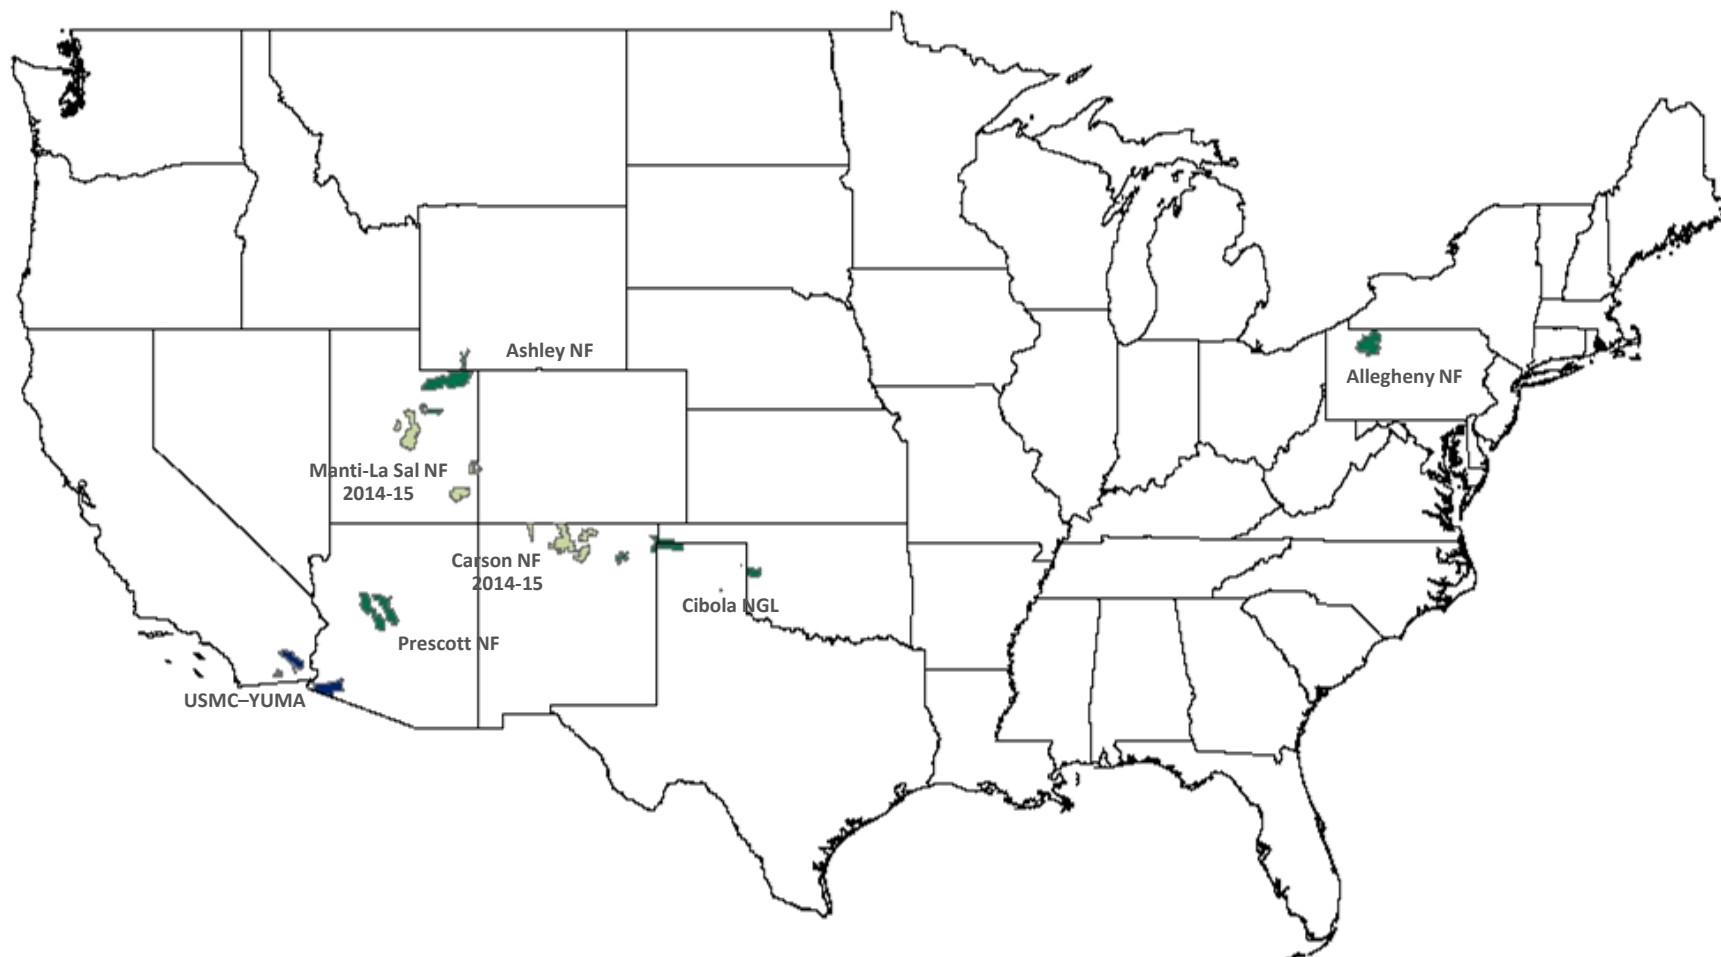 Ashley NF
Allegheny NF
Manti-La Sal NF
2014-15
Carson NF
2014-15
Cibola NGL
Prescott NF
USMC–YUMA